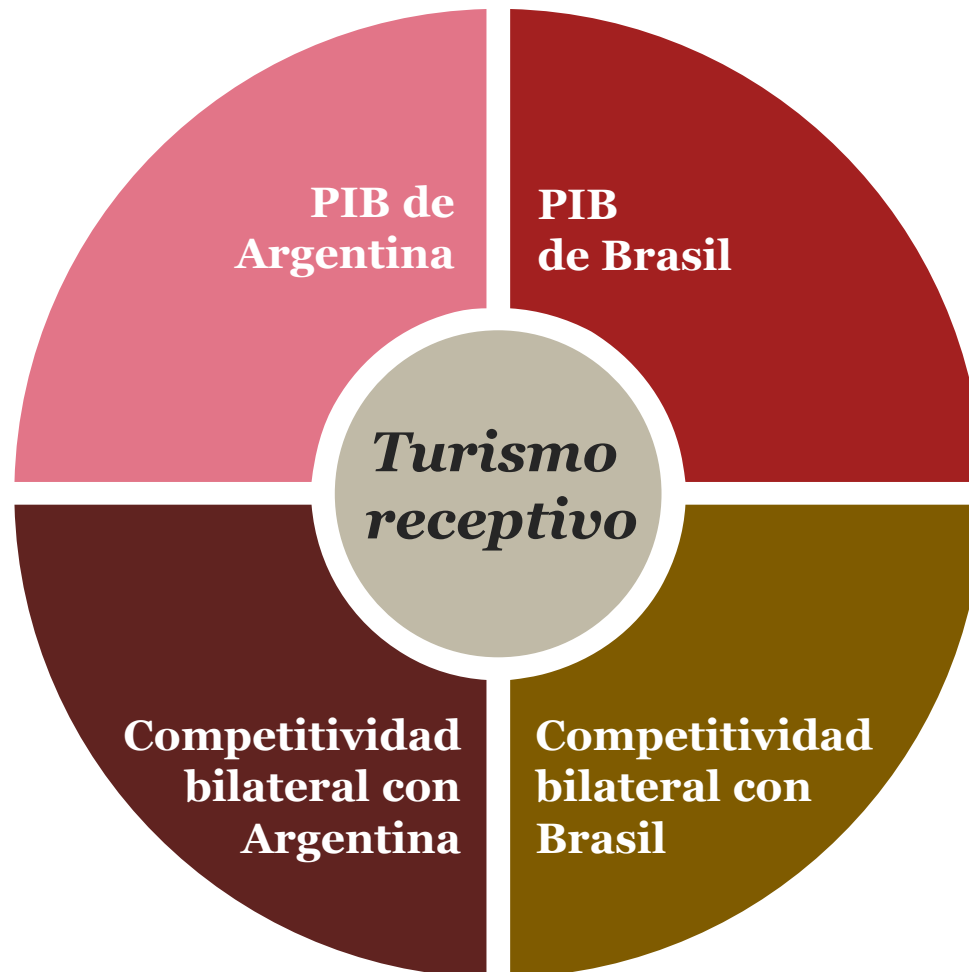 PIB de
Argentina
PIB
de Brasil
Turismo
receptivo
Competitividad
bilateral con
Argentina
Competitividad
bilateral con
Brasil